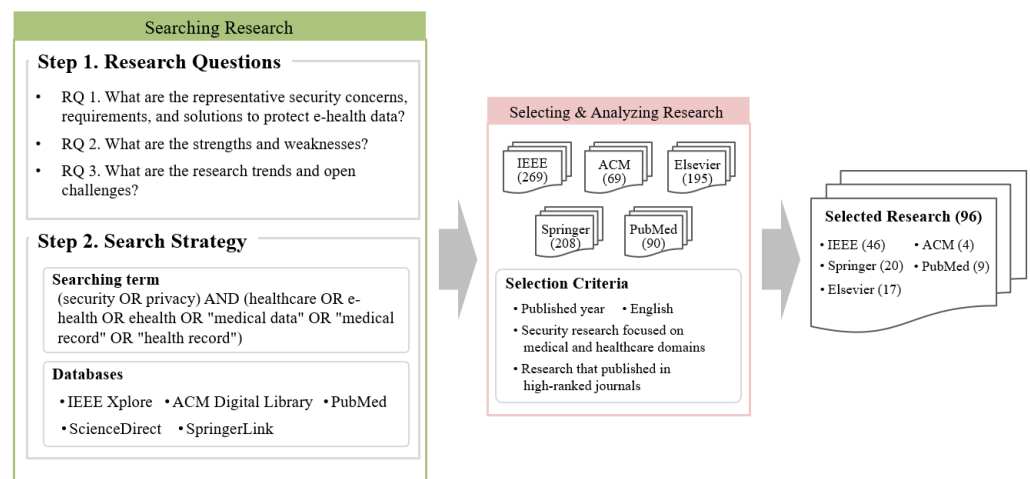 Searching Research
Step 1. Research Questions
• RQ 1. What are the representative security concerns,
requirements, and solutions to protect e-health data?
• RQ 2. What are the strengths and weaknesses?
• RQ 3. What are the research trends and open
challenges?
Step 2. Search Strategy
Searching term
(security OR privacy) AND (healthcare OR e-
health OR ehealth OR "medical data" OR "medical
record" OR "health record")
Databases
• IEEE Xplore • ACM Digital Library • PubMed
• ScienceDirect • SpringerLink
Selecting & Analyzing Research
IEEE
(269)
ACM
(69)
Elsevier
(195)
Springer
(208)
PubMed
(90)
Selection Criteria
• Published year • English
• Security research focused on
medical and healthcare domains
• Research that published in
high-ranked journals
Selected Research (96)
• IEEE (46) • ACM (4)
• Springer (20) • PubMed (9)
• Elsevier (17)